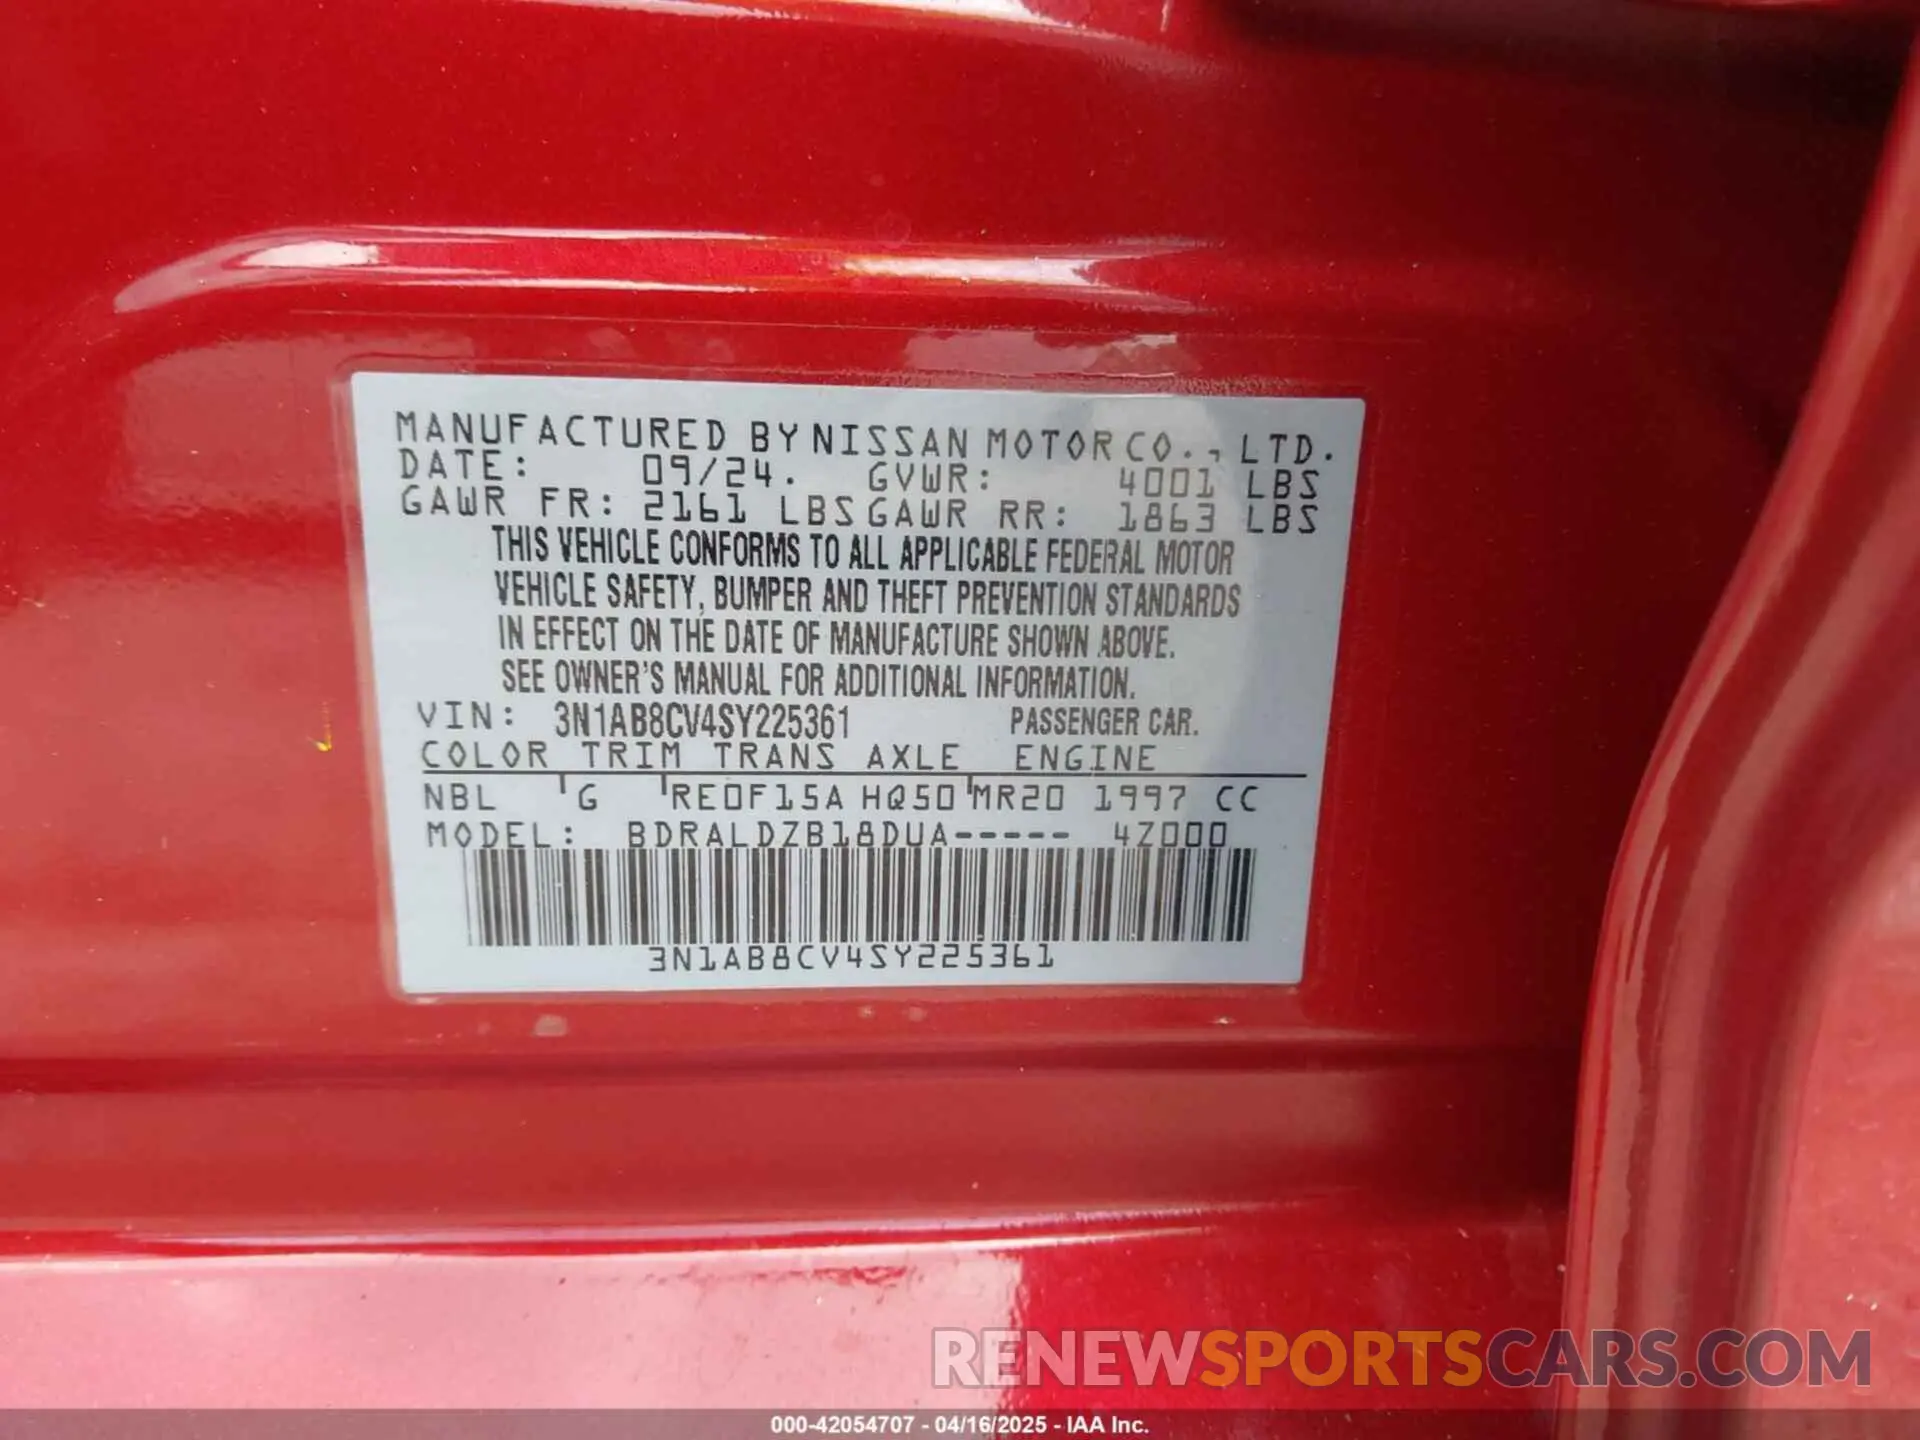 MANUFACTURED BY NISSAN MOTOR CO., LTD.
DATE: 09/24. GVWR: 4001 LBS
GAWR FR: 2161 LBS GAWR RR: 1863 LBS
THIS VEHICLE CONFORMS TO ALL APPLICABLE FEDERAL MOTOR
VEHICLE SAFETY, BUMPER AND THEFT PREVENTION STANDARDS
IN EFFECT ON THE DATE OF MANUFACTURE SHOWN ABOVE.
SEE OWNER'S MANUAL FOR ADDITIONAL INFORMATION.
VIN: 3N1AB8CV4SY225361 PASSENGER CAR.
COLOR TRIM TRANS AXLE ENGINE
NBL G RE0F15A HQ50 MR20 1997 CC
MODEL: BDRALDZB18DUA----- 4Z000
3N1AB8CV4SY225361
RENEWSPORTSCARS.COM
000-42054707 - 04/16/2025 - IAA Inc.